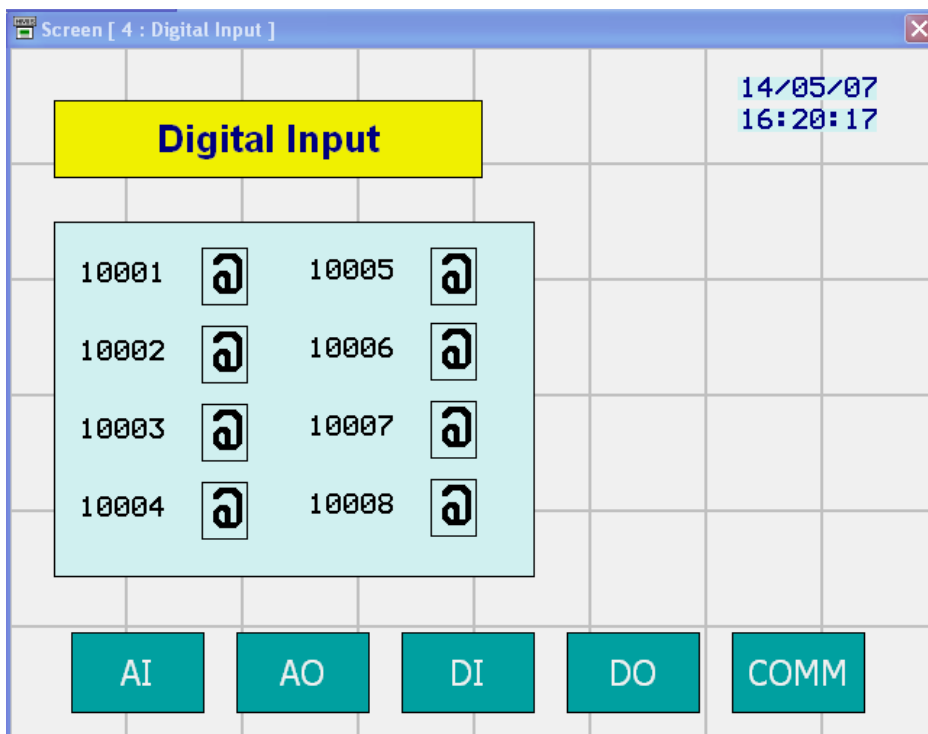 Screen [ 4 : Digital Input ]
14/05/07
16:20:17
Digital Input
10001 a 10005 a
10002 a 10006 a
10003 a 10007 a
10004 a 10008 a
AI AO DI DO COMM